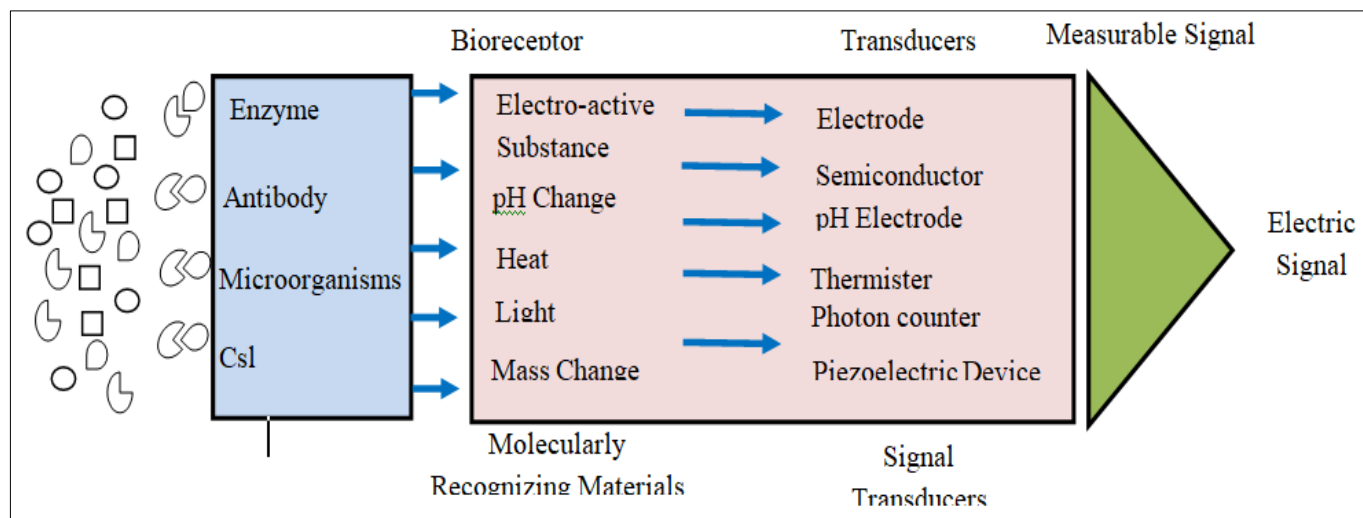 Bioreceptor
Transducers
Measurable Signal
Enzyme
Antibody
Microorganisms
Csl
Electro-active
Substance
pH Change
Heat
Light
Mass Change
Electrode
Semiconductor
pH Electrode
Thermister
Photon counter
Piezoelectric Device
Electric
Signal
Molecularly
Recognizing Materials
Signal
Transducers